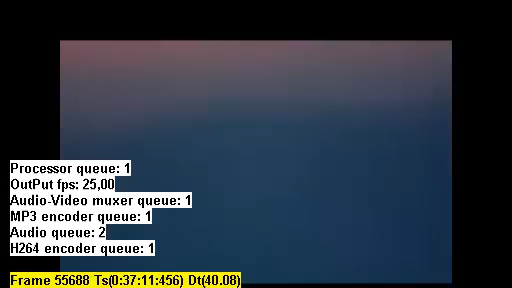 Processor queue: 1
OutPut fps: 25,00
Audio-Video muxer queue: 1
MP3 encoder queue: 1
Audio queue: 2
H264 encoder queue: 1
Frame 55688 Ts(0:37:11:456) Dt(40.08)